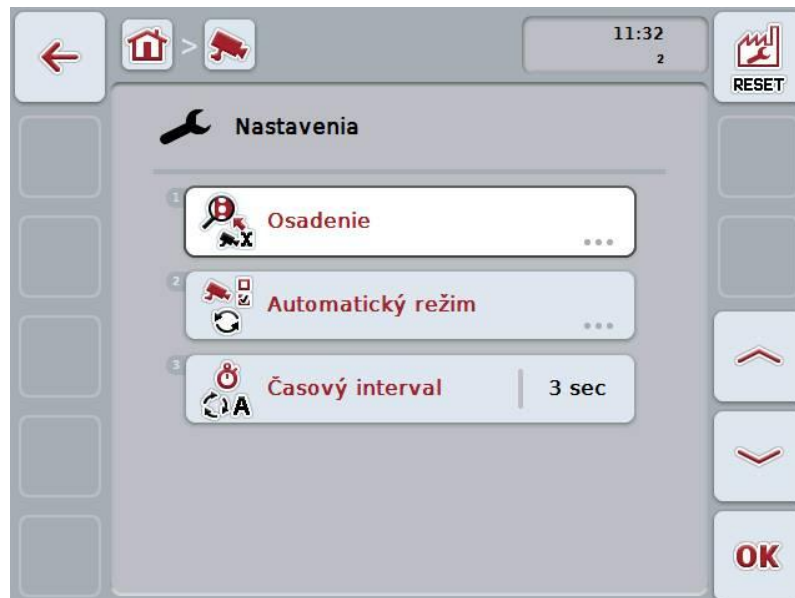 >
11:32
2
RESET
Nastavenia
1
Osadenie
X
...
2
Automatický režim
...
3
Časový interval
A
3 sec
OK